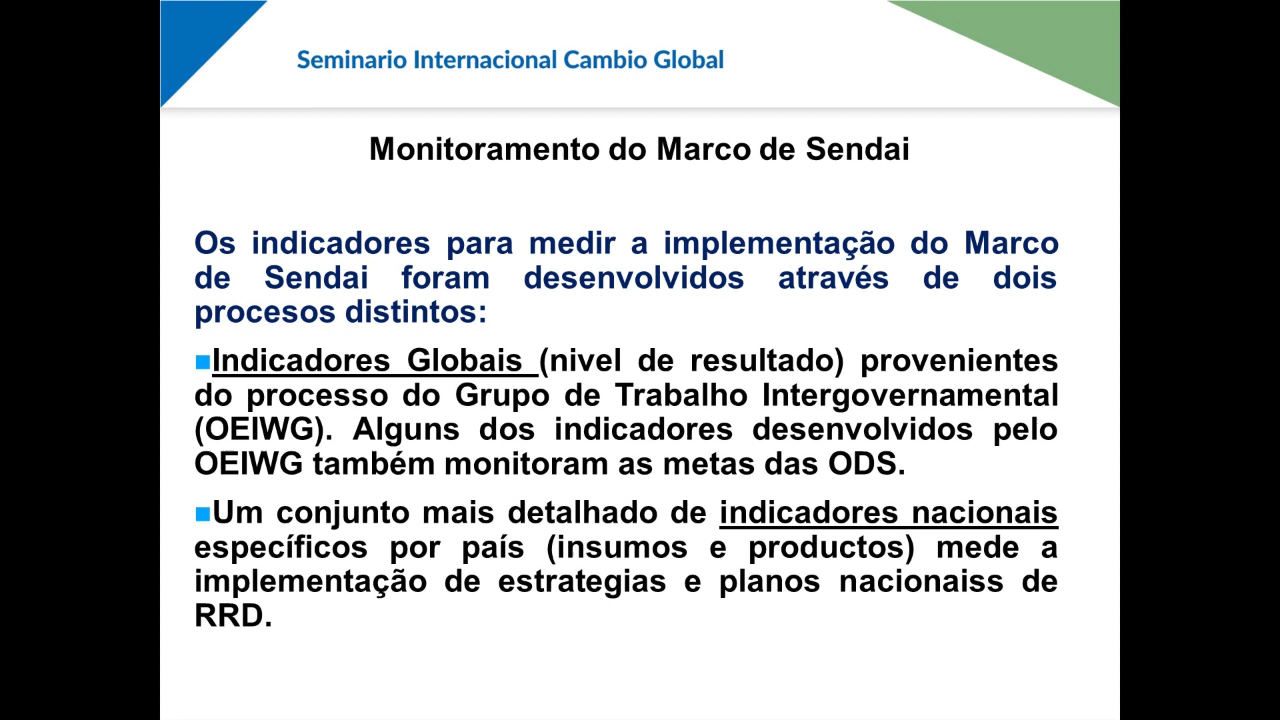 Seminario Internacional Cambio Global
Monitoramento do Marco de Sendai
Os indicadores para medir a implementação do Marco
de Sendai foram desenvolvidos através de dois
procesos distintos:
■Indicadores Globais (nivel de resultado) provenientes
do processo do Grupo de Trabalho Intergovernamental
(OEIWG). Alguns dos indicadores desenvolvidos pelo
OEIWG também monitoram as metas das ODS.
■Um conjunto mais detalhado de indicadores nacionais
específicos por país (insumos e productos) mede a
implementação de estrategias e planos nacionaiss de
RRD.